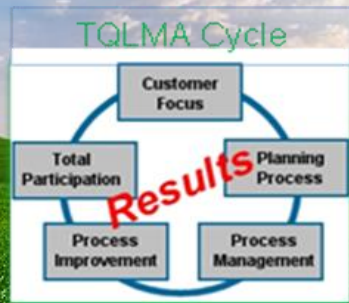 TQLMA Cycle
Customer
Focus
Total
Participation
Results
Planning
Process
Process
Improvement
Process
Management